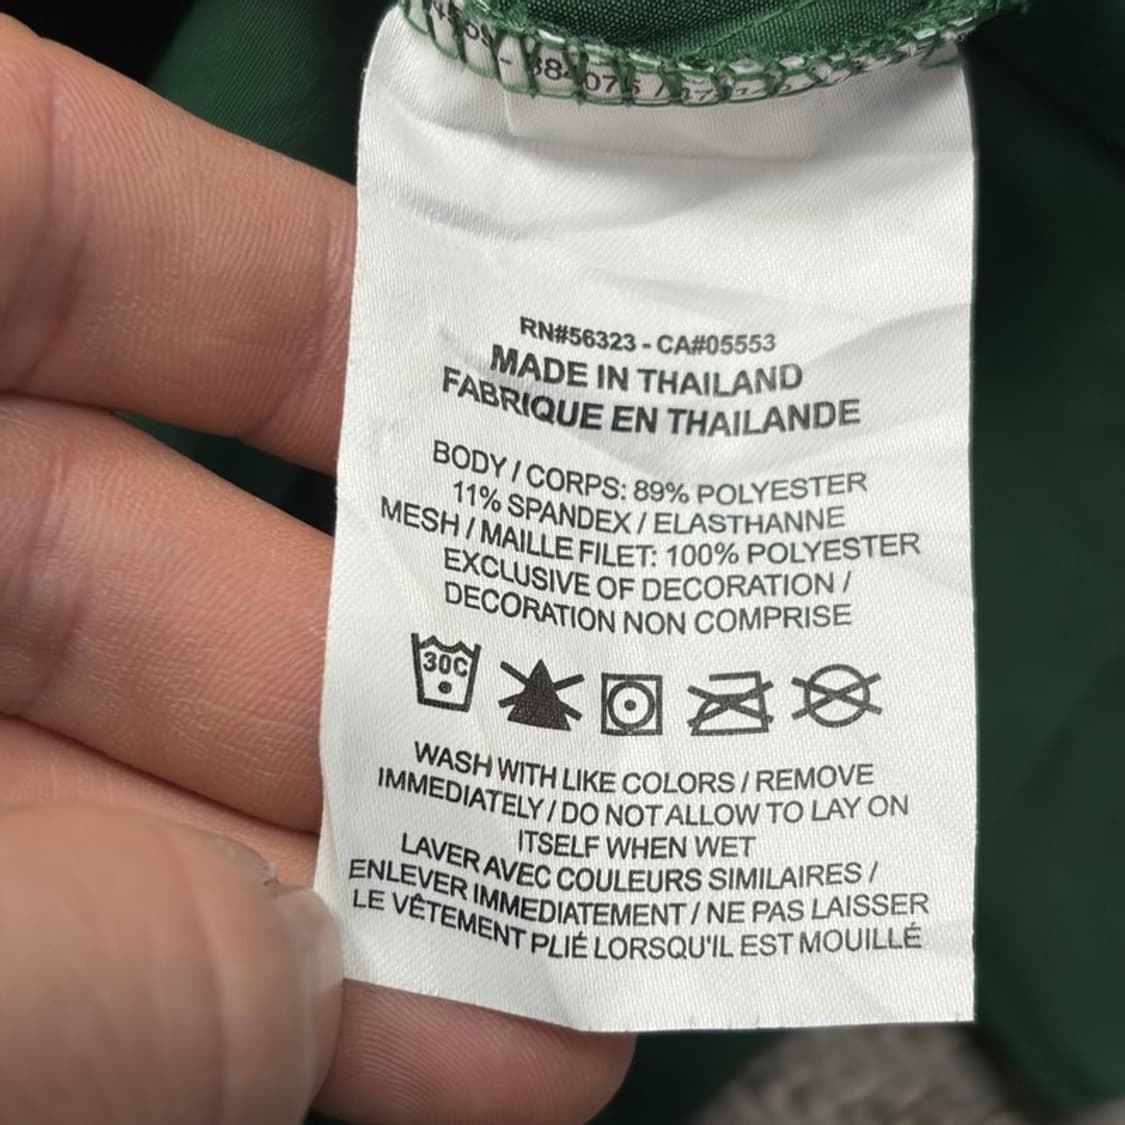 RN#56323 - CA#05553
MADE IN THAILAND
FABRIQUE EN THAILANDE
BODY / CORPS: 89% POLYESTER
11% SPANDEX / ELASTHANNE
MESH / MAILLE FILET: 100% POLYESTER
EXCLUSIVE OF DECORATION /
DECORATION NON COMPRISE
30C
WASH WITH LIKE COLORS / REMOVE
IMMEDIATELY / DO NOT ALLOW TO LAY ON
ITSELF WHEN WET
LAVER AVEC COULEURS SIMILAIRES /
ENLEVER IMMEDIATEMENT / NE PAS LAISSER
LE VÊTEMENT PLIÉ LORSQU'IL EST MOUILLÉ